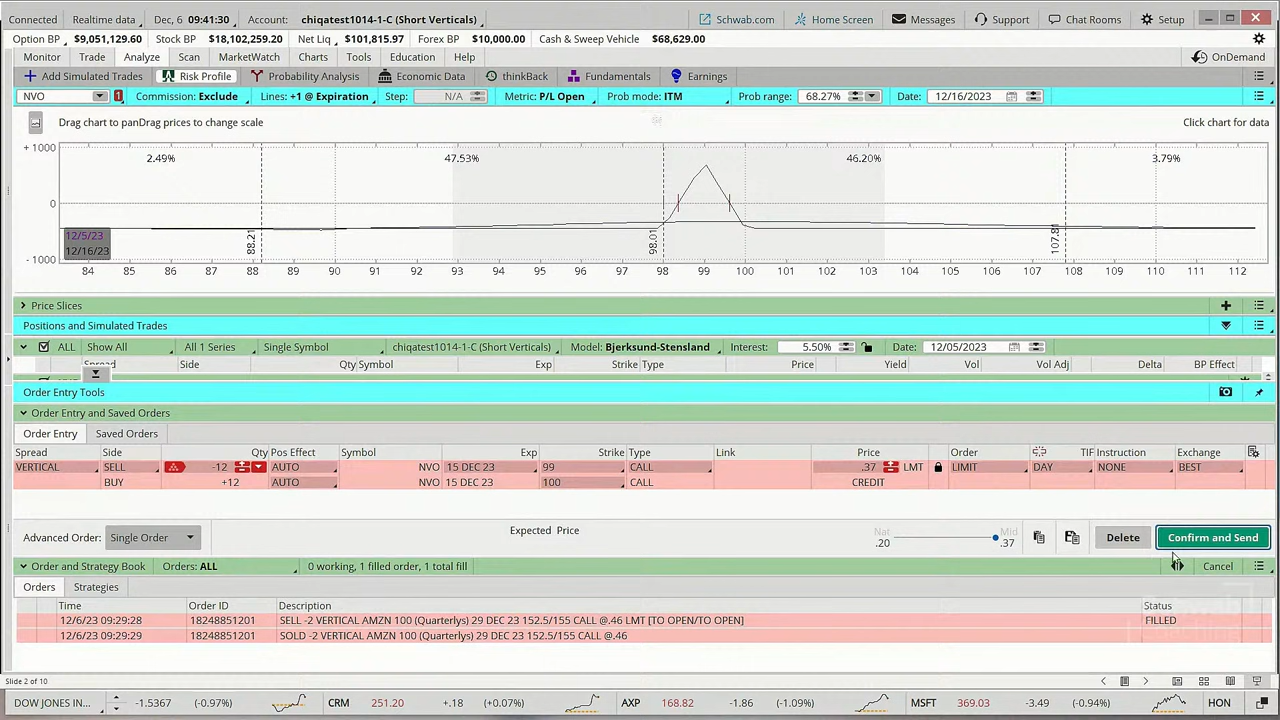 Connected Realtime data Dec, 6 09:41:30 Account: chiqatest1014-1-C (Short Verticals) Schwab.com Home Screen Messages Support Chat Rooms Setup
Option BP $9,051,129.60 Stock BP $18,102,259.20 Net Liq $101,815.97 Forex BP $10,000.00 Cash & Sweep Vehicle $68,629.00
Monitor Trade Analyze Scan MarketWatch Charts Tools Education Help OnDemand
Add Simulated Trades Risk Profile Probability Analysis Economic Data thinkBack Fundamentals Earnings
NVO 1 Commission: Exclude Lines: +1 @ Expiration Step: N/A Metric: P/L Open Prob mode: ITM Prob range: 68.27% Date: 12/16/2023
Drag chart to panDrag prices to change scale Click chart for data
+ 1000 2.49% 47.53% 46.20% 3.79%
0
12/5/23
12/16/23
88.21 98.01 107.81
- 1000
84 85 86 87 88 89 90 91 92 93 94 95 96 97 98 99 100 101 102 103 104 105 106 107 108 109 110 111 112
Price Slices
Positions and Simulated Trades
ALL Show All All 1 Series Single Symbol chiqatest1014-1-C (Short Verticals) Model: Bjerksund-Stensland Interest: 5.50% Date: 12/05/2023
Spread Side Qty Symbol Exp Strike Type Price Yield Vol Vol Adj Delta BP Effect
Order Entry Tools
Order Entry and Saved Orders
Order Entry Saved Orders
Spread Side Qty Pos Effect Symbol Exp Strike Type Link Price Order TIF Instruction Exchange
VERTICAL SELL -12 AUTO NVO 15 DEC 23 99 CALL .37 LMT LIMIT DAY NONE BEST
BUY +12 AUTO NVO 15 DEC 23 100 CALL CREDIT
Advanced Order: Single Order Expected Price Nat .20 Mid .37 Delete Confirm and Send
Order and Strategy Book Orders: ALL 0 working, 1 filled order, 1 total fill Cancel
Orders Strategies
Time Order ID Description Status
12/6/23 09:29:28 18248851201 SELL -2 VERTICAL AMZN 100 (Quarterlys) 29 DEC 23 152.5/155 CALL @.46 LMT [TO OPEN/TO OPEN] FILLED
12/6/23 09:29:29 18248851201 SOLD -2 VERTICAL AMZN 100 (Quarterlys) 29 DEC 23 152.5/155 CALL @.46
Schwab
Coaching
Slide 2 of 10
DOW JONES IN... -1.5367 (-0.97%) CRM 251.20 +.18 (+0.07%) AXP 168.82 -1.86 (-1.09%) MSFT 369.03 -3.49 (-0.94%) HON